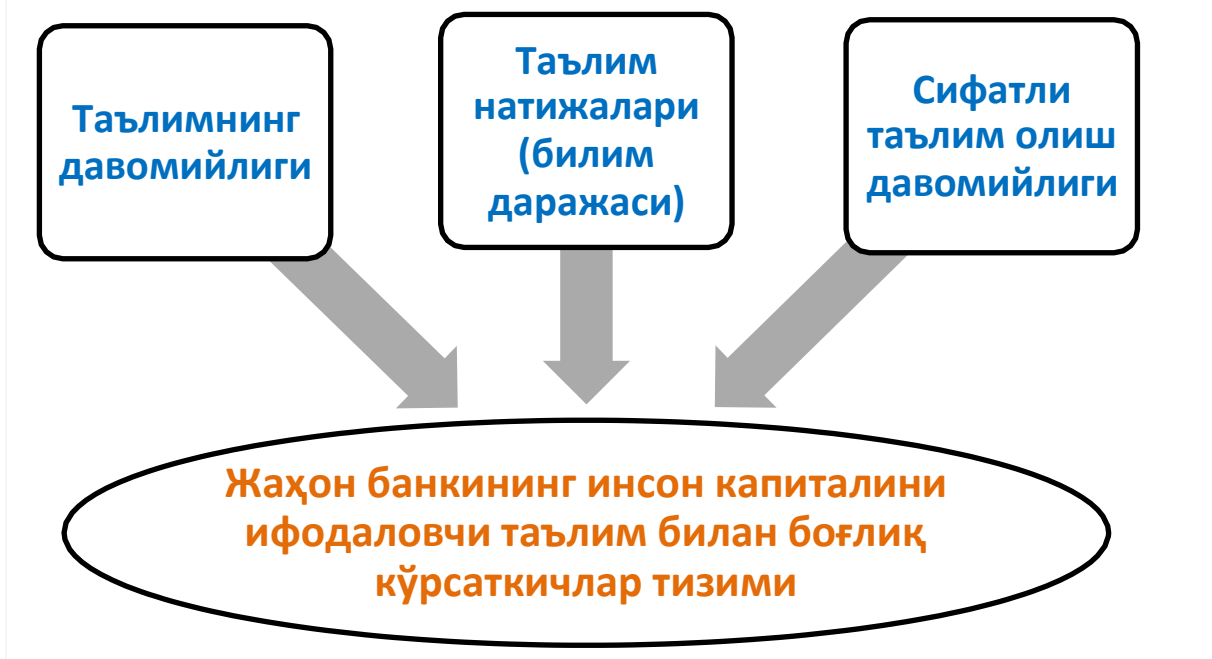 Таълимнинг
давомийлиги
Таълим
натижалари
(билим
даражаси)
Сифатли
таълим олиш
давомийлиги
Жаҳон банкининг инсон капиталини
ифодаловчи таълим билан боғлиқ
кўрсаткичлар тизими